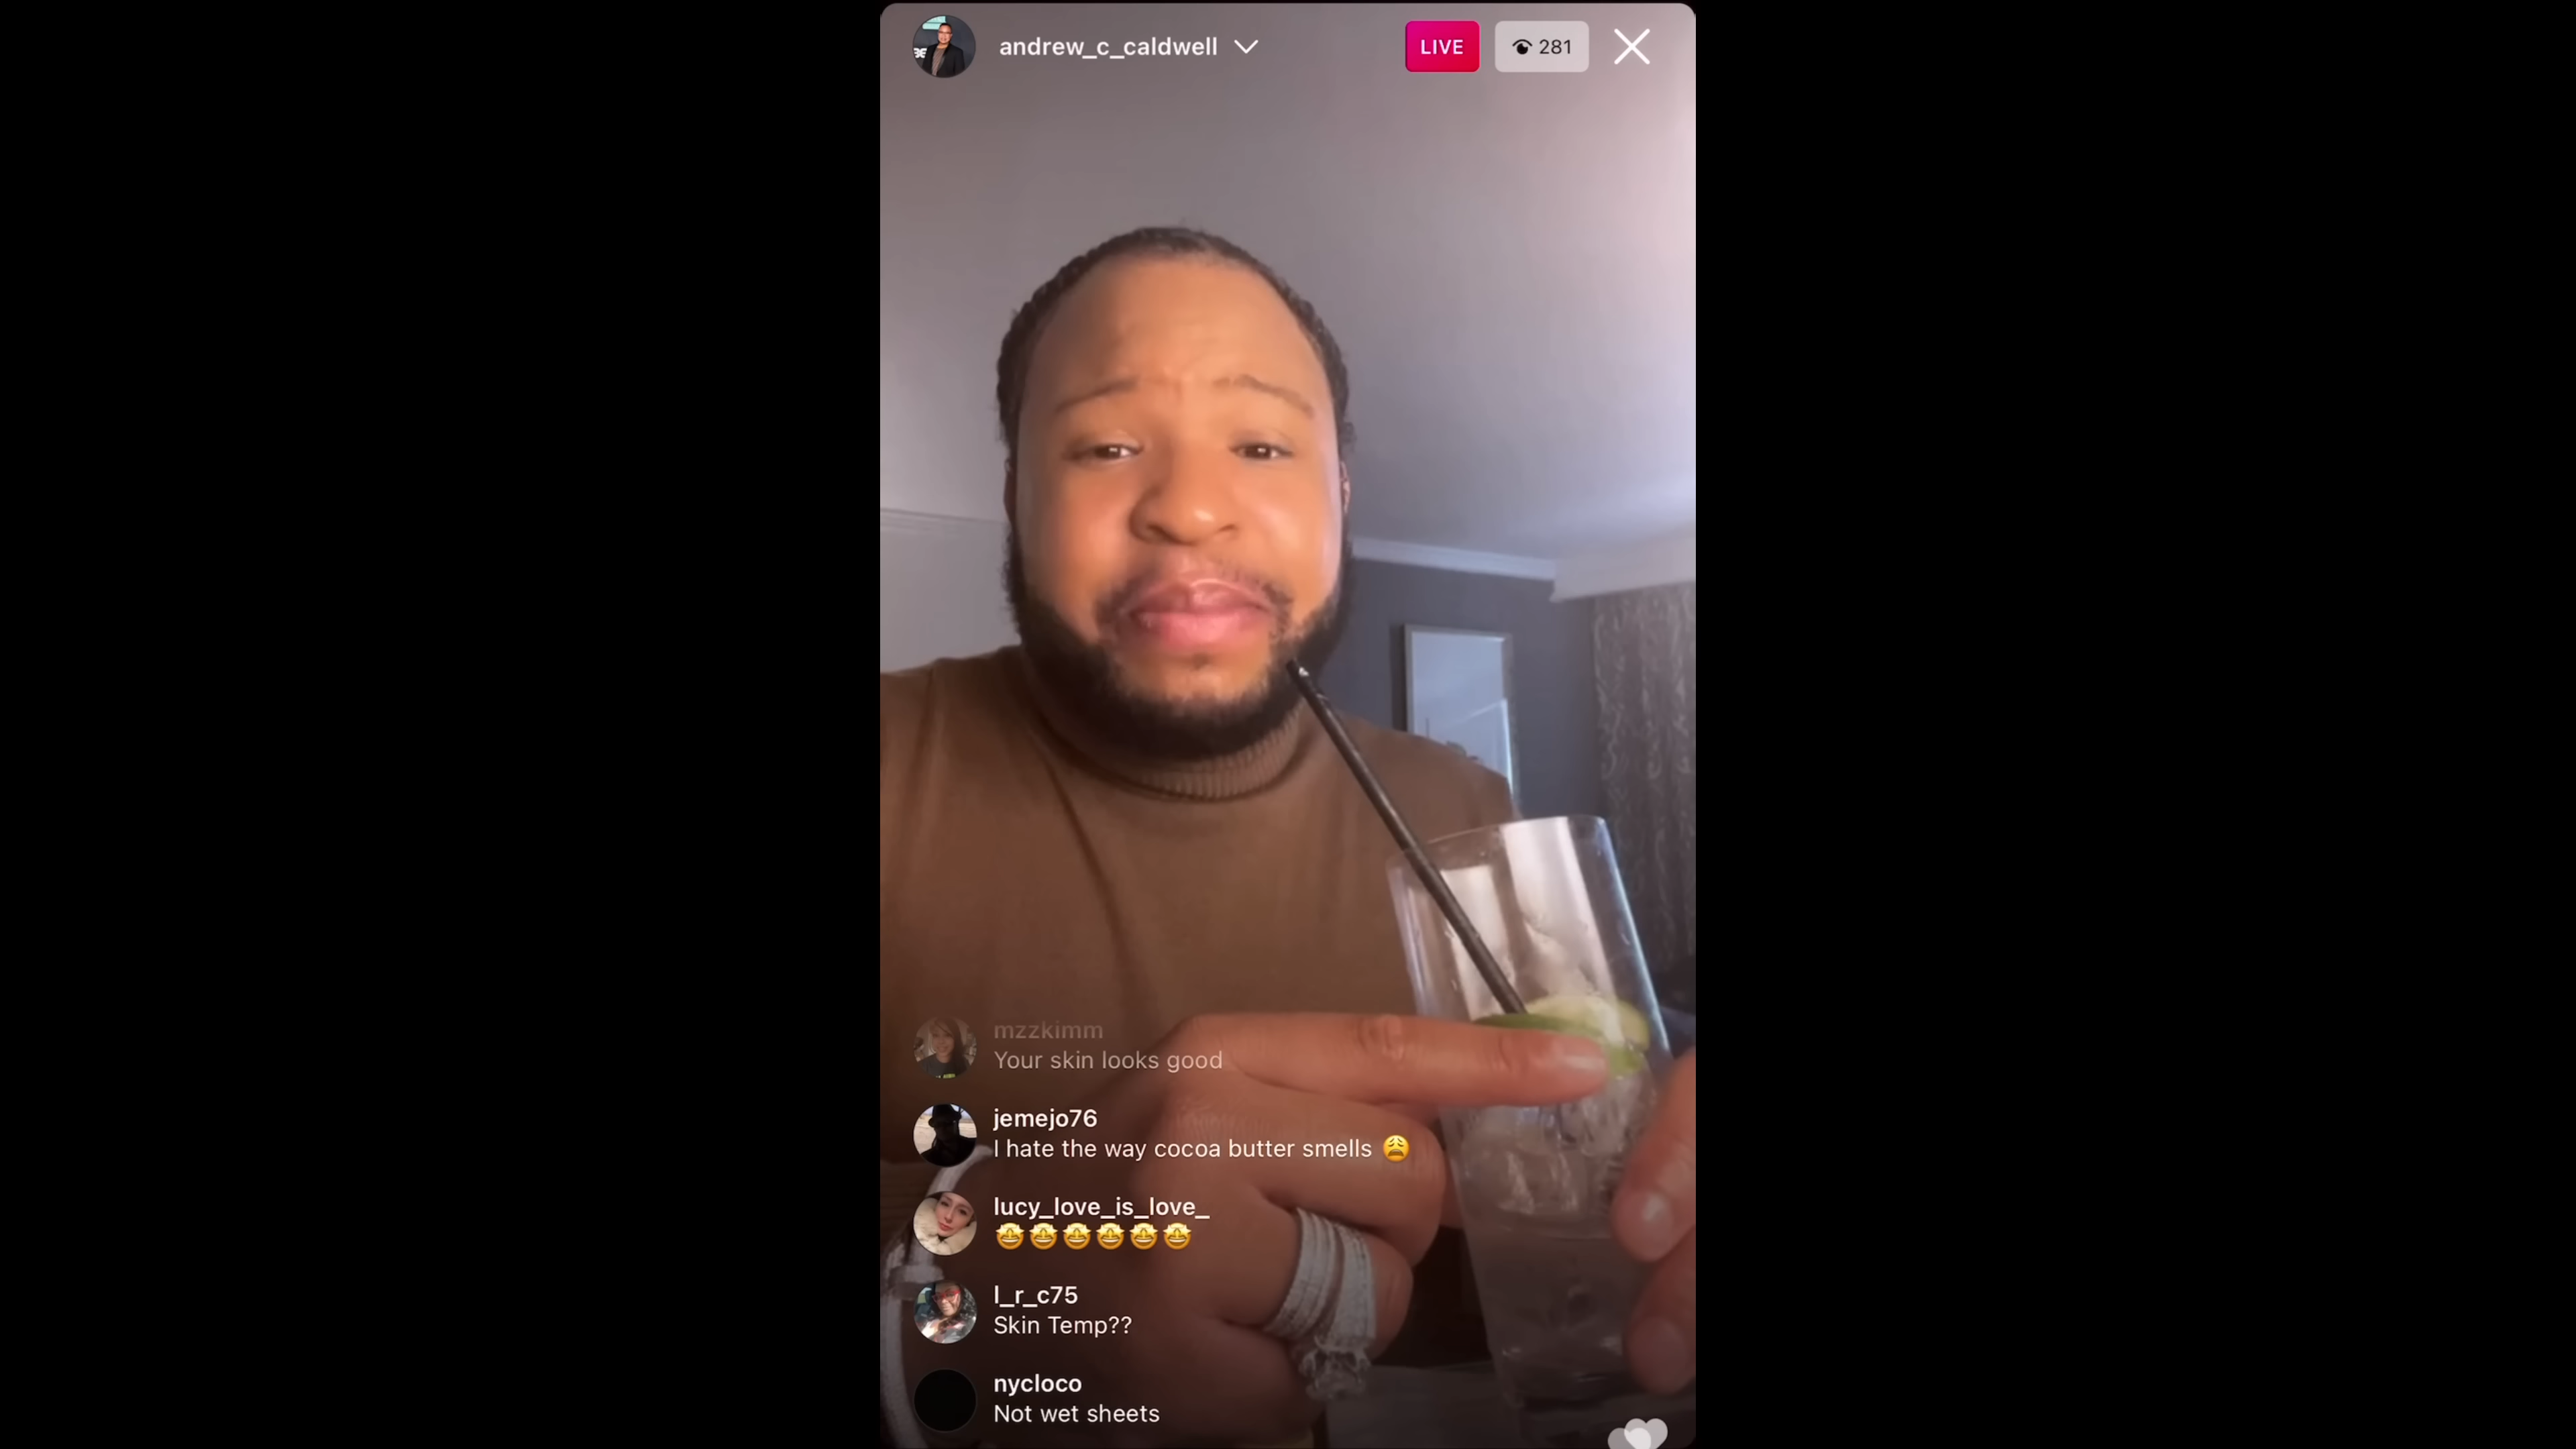 andrew_c_caldwell
LIVE
281
mzzkimm
Your skin looks good
jemejo76
I hate the way cocoa butter smells 😩
lucy_love_is_love_
🤩🤩🤩🤩🤩🤩
l_r_c75
Skin Temp??
nycloco
Not wet sheets